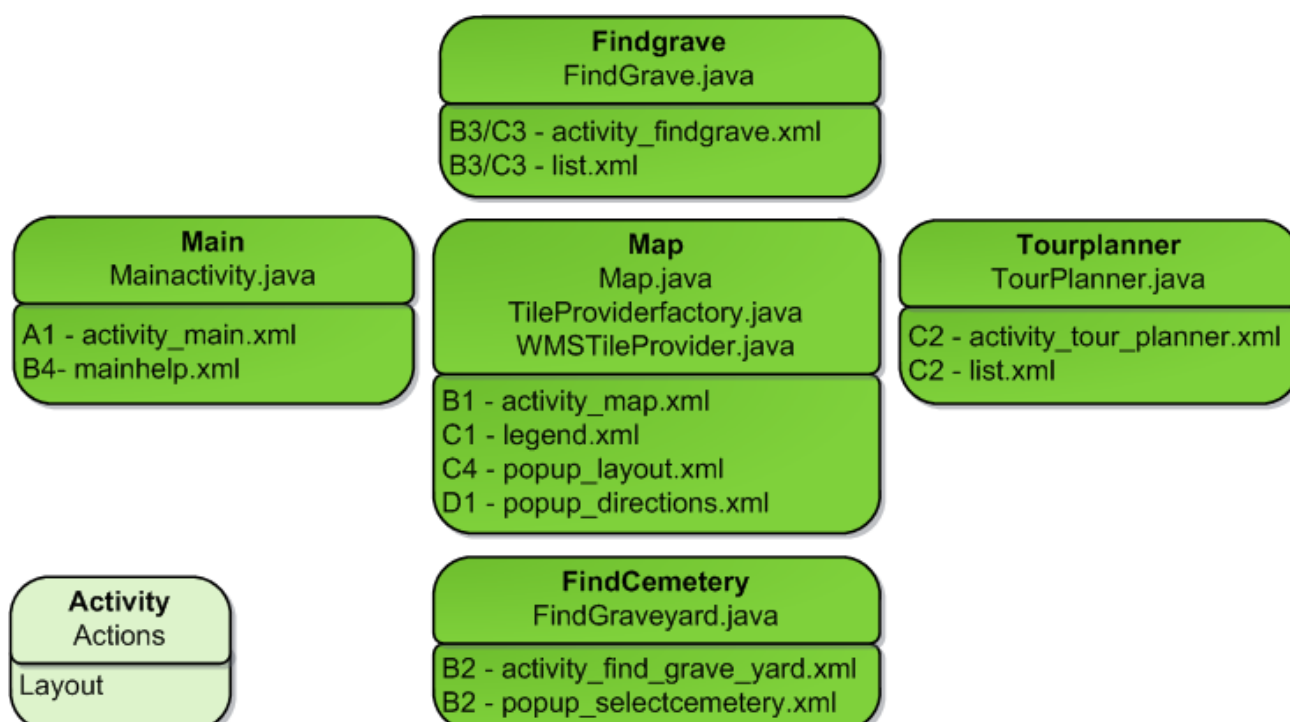 Findgrave
FindGrave.java
B3/C3 - activity_findgrave.xml
B3/C3 - list.xml
Main
Mainactivity.java
A1 - activity_main.xml
B4- mainhelp.xml
Map
Map.java
TileProviderfactory.java
WMSTileProvider.java
B1 - activity_map.xml
C1 - legend.xml
C4 - popup_layout.xml
D1 - popup_directions.xml
Tourplanner
TourPlanner.java
C2 - activity_tour_planner.xml
C2 - list.xml
Activity
Actions
Layout
FindCemetery
FindGraveyard.java
B2 - activity_find_grave_yard.xml
B2 - popup_selectcemetery.xml